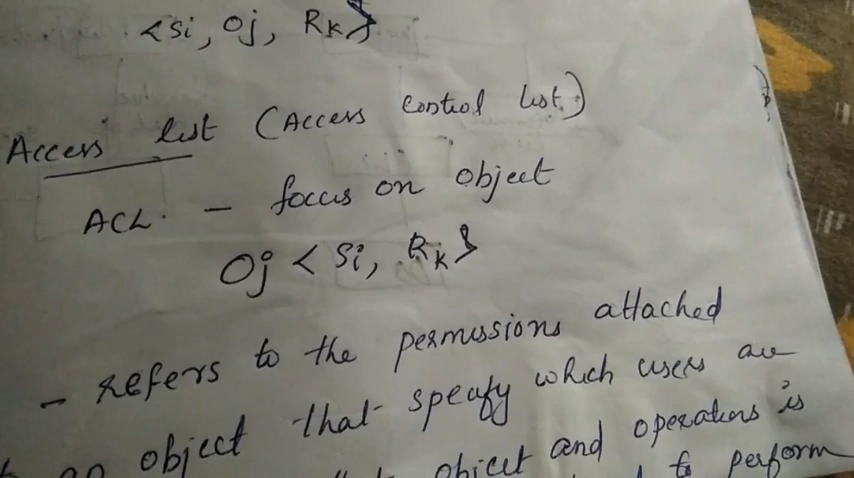 <Si, Oj, Rk>
Access list (Access control list)
ACL. - focus on object
Oj < Si, Rk>
- refers to the permissions attached
an object that specify which users are
object and operations is
to perform